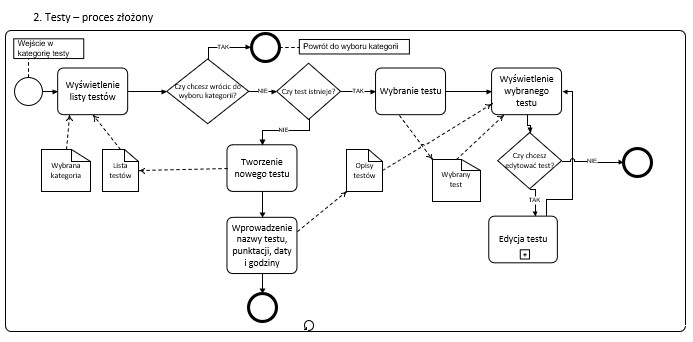 2. Testy – proces złożony
Wejście w
kategorię testy
TAK
Powrót do wyboru kategorii
Wyświetlenie
listy testów
Czy chcesz wrócic do
wyboru kategorii?
NIE
Czy test istnieje?
TAK
Wybranie testu
Wyświetlenie
wybranego
testu
NIE
Wybrana
kategoria
Lista
testów
Tworzenie
nowego testu
Opisy
testów
Wybrany
test
Czy chcesz
edytować test?
NIE
TAK
Wprowadzenie
nazwy testu,
punktacji, daty
i godziny
Edycja testu